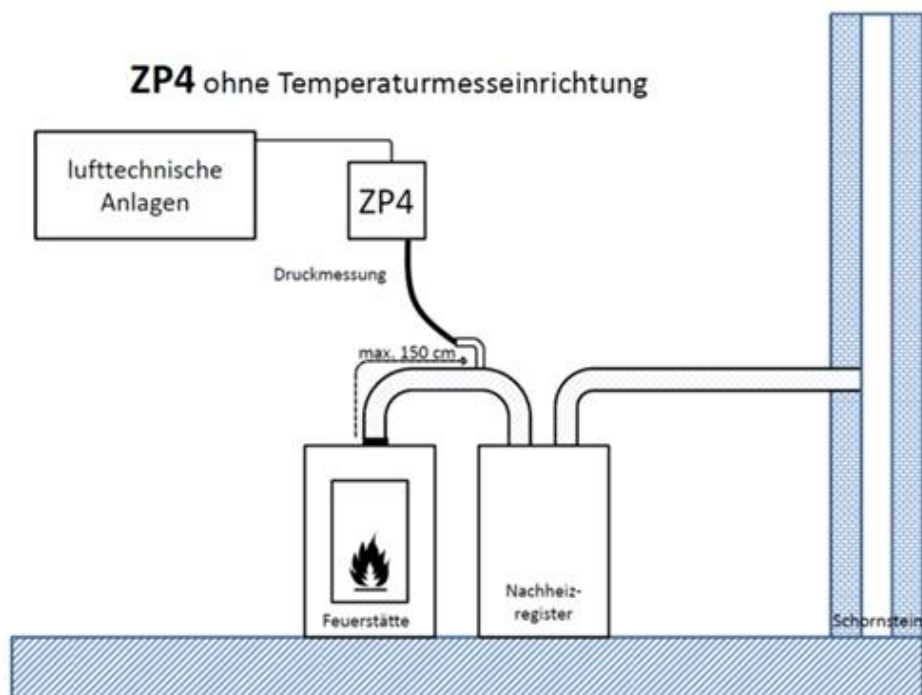 ZP4 ohne Temperaturmesseinrichtung
lufttechnische
Anlagen
ZP4
Druckmessung
max. 150 cm
Nachheiz-
register
Feuerstätte
Schornstein